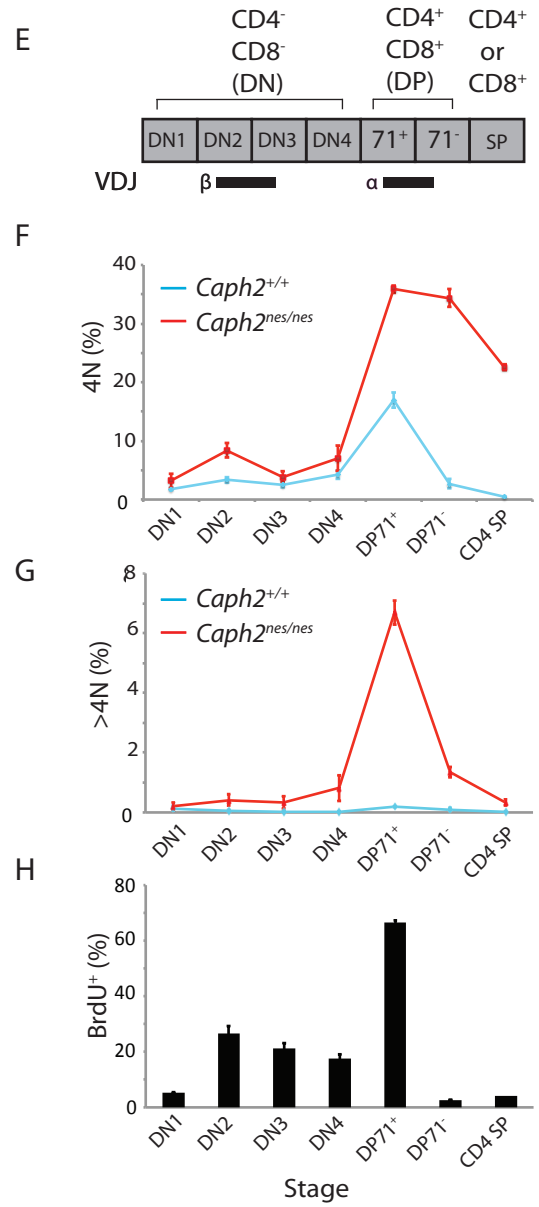 E
CD4⁻ CD4⁺ CD4⁺
CD8⁻ CD8⁺ or
(DN) (DP) CD8⁺
DN1 DN2 DN3 DN4 71⁺ 71⁻ SP
VDJ β α
F
40
30
20
10
0
4N (%)
Caph2⁺/⁺
Caph2ⁿᵉˢ/ⁿᵉˢ
DN1 DN2 DN3 DN4 DP71⁺ DP71⁻ CD4 SP
G
8
6
4
2
0
>4N (%)
Caph2⁺/⁺
Caph2ⁿᵉˢ/ⁿᵉˢ
DN1 DN2 DN3 DN4 DP71⁺ DP71⁻ CD4 SP
H
80
60
40
20
0
BrdU⁺ (%)
DN1 DN2 DN3 DN4 DP71⁺ DP71⁻ CD4 SP
Stage